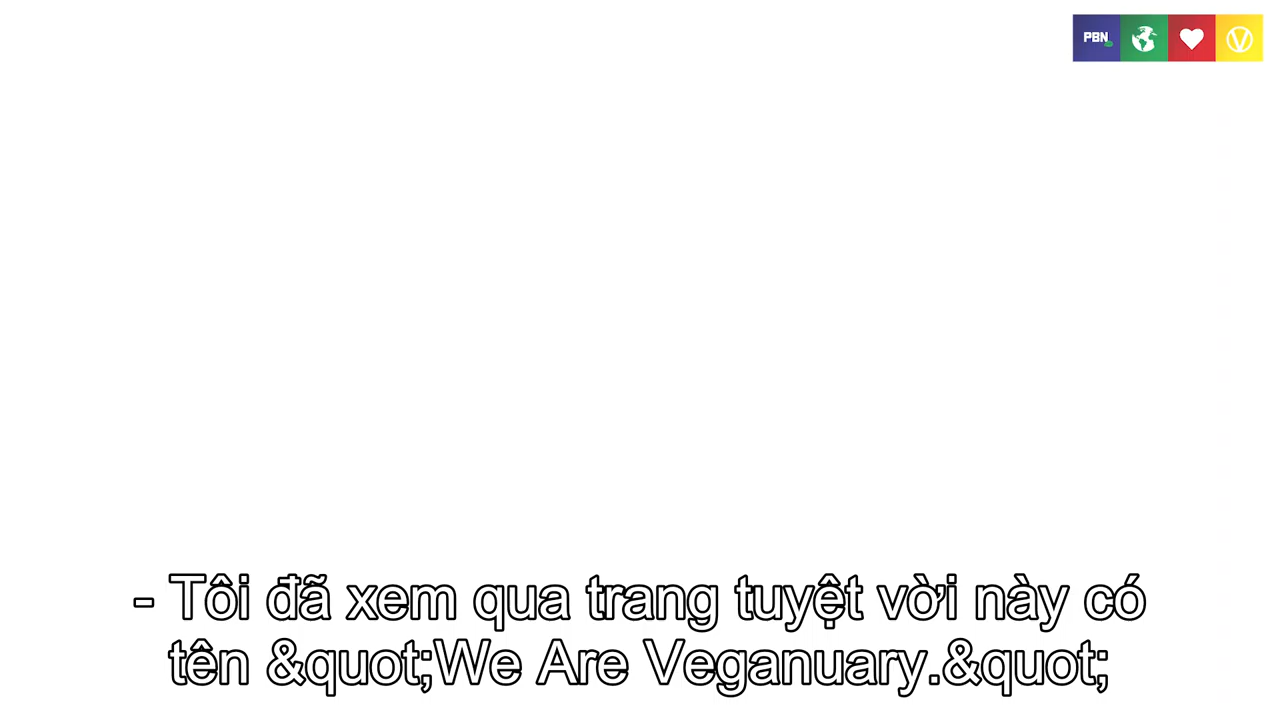 PBN
- Tôi đã xem qua trang tuyệt vời này có
tên &quot;We Are Veganuary.&quot;